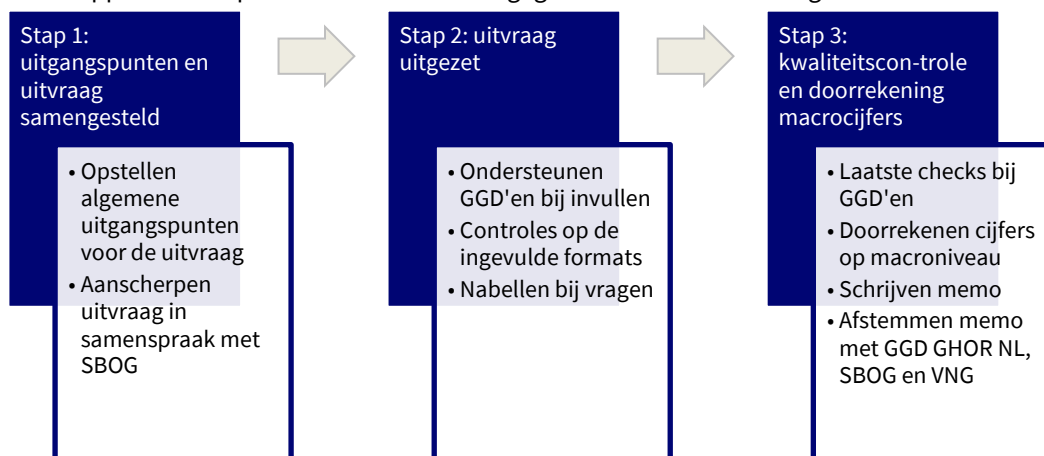 Stap 1:
uitgangspunten en
uitvraag
samengesteld
• Opstellen
algemene
uitgangspunten
voor de uitvraag
• Aanscherpen
uitvraag in
samenspraak met
SBOG
Stap 2: uitvraag
uitgezet
• Ondersteunen
GGD'en bij invullen
• Controles op de
ingevulde formats
• Nabellen bij vragen
Stap 3:
kwaliteitscon-trole
en doorrekening
macrocijfers
• Laatste checks bij
GGD'en
• Doorrekenen cijfers
op macroniveau
• Schrijven memo
• Afstemmen memo
met GGD GHOR NL,
SBOG en VNG